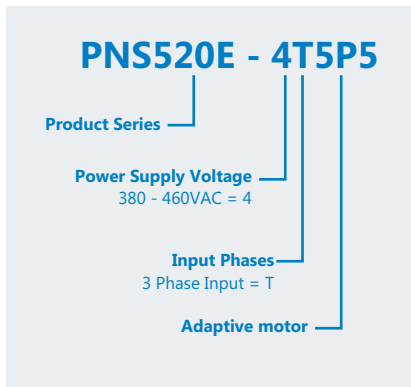 PNS520E - 4T5P5
Product Series
Power Supply Voltage
380 - 460VAC = 4
Input Phases
3 Phase Input = T
Adaptive motor